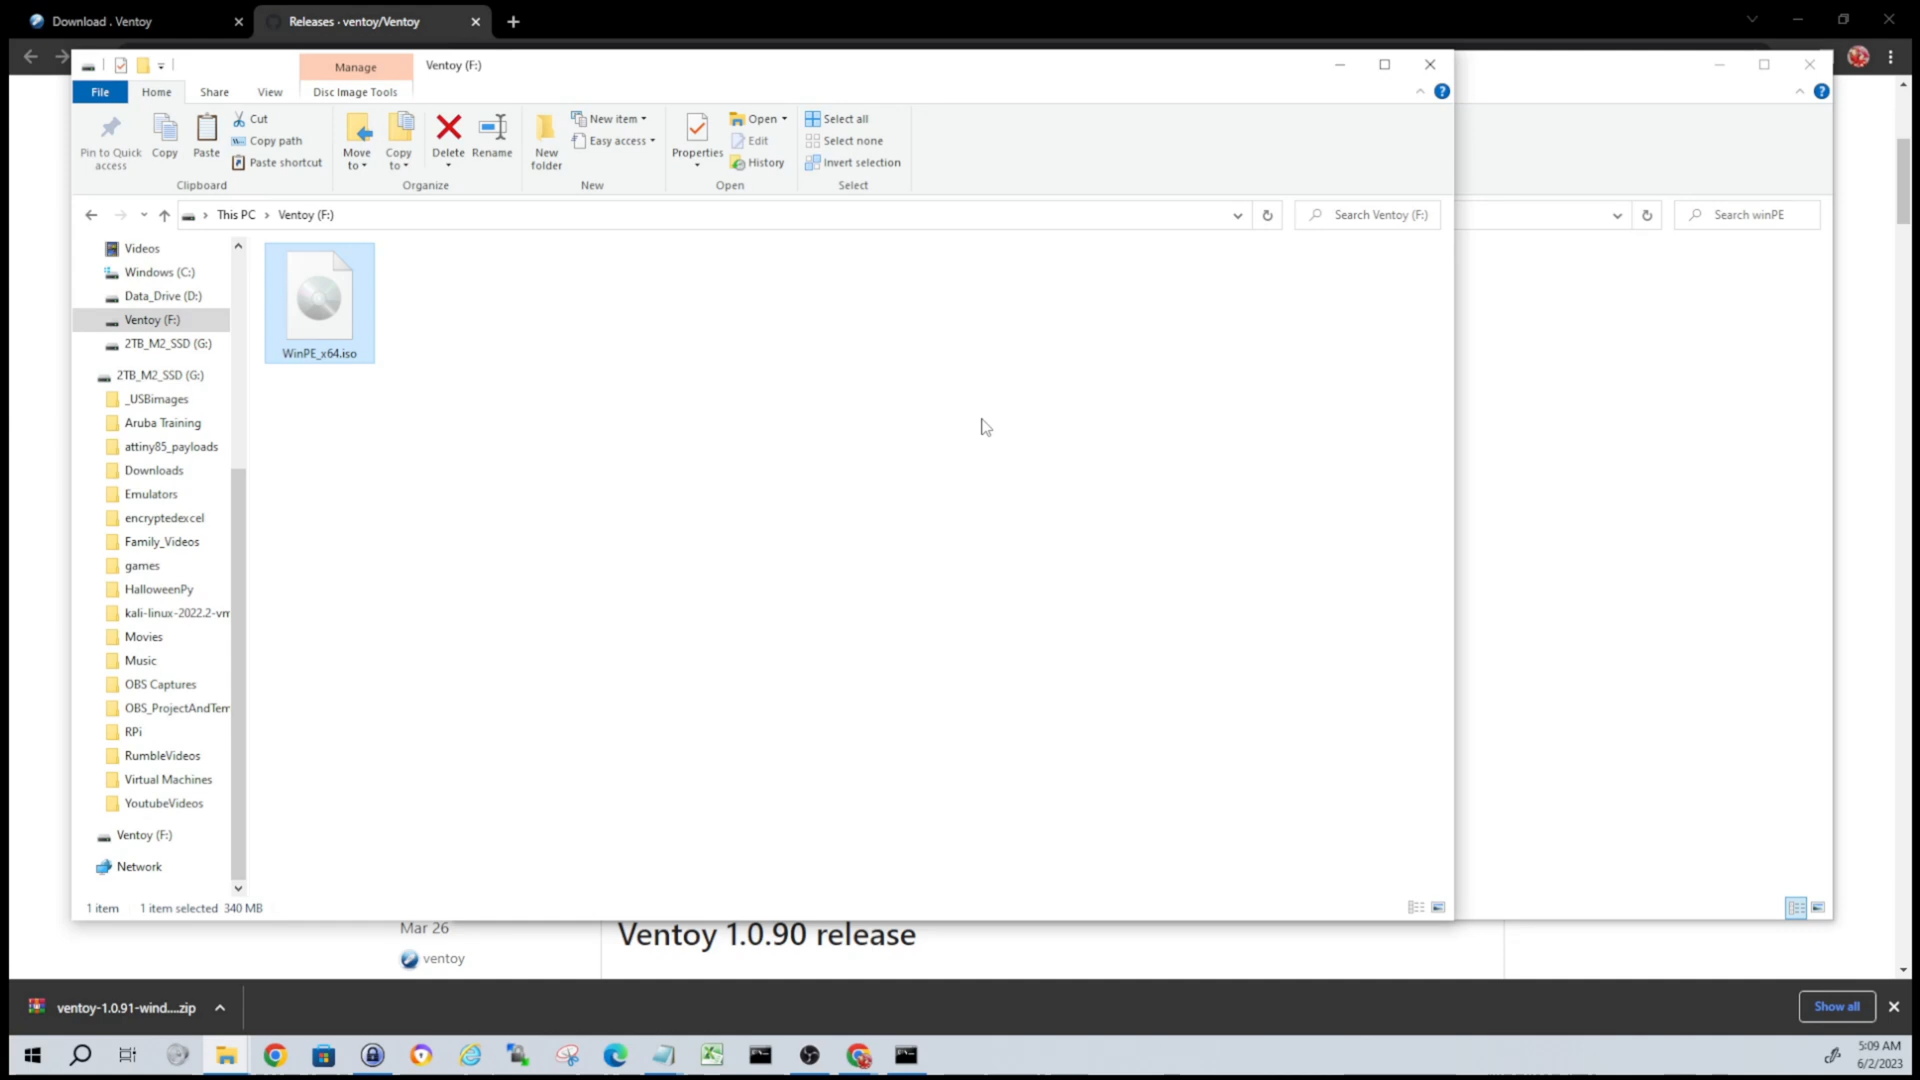 Download . Ventoy
Releases · ventoy/Ventoy
Manage
Ventoy (F:)
File
Home
Share
View
Disc Image Tools
Pin to Quick access
Copy
Paste
Cut
Copy path
Paste shortcut
Clipboard
Move to
Copy to
Delete
Rename
Organize
New folder
New item
Easy access
New
Properties
Open
Edit
History
Open
Select all
Select none
Invert selection
Select
This PC > Ventoy (F:)
Search Ventoy (F:)
Search winPE
Videos
Windows (C:)
Data_Drive (D:)
Ventoy (F:)
2TB_M2_SSD (G:)
2TB_M2_SSD (G:)
_USBimages
Aruba Training
attiny85_payloads
Downloads
Emulators
encryptedexcel
Family_Videos
games
HalloweenPy
kali-linux-2022.2-vm
Movies
Music
OBS Captures
OBS_ProjectAndTem
RPi
RumbleVideos
Virtual Machines
YoutubeVideos
Ventoy (F:)
Network
WinPE_x64.iso
1 item 1 item selected 340 MB
Mar 26
ventoy
Ventoy 1.0.90 release
ventoy-1.0.91-wind....zip
Show all
5:09 AM
6/2/2023